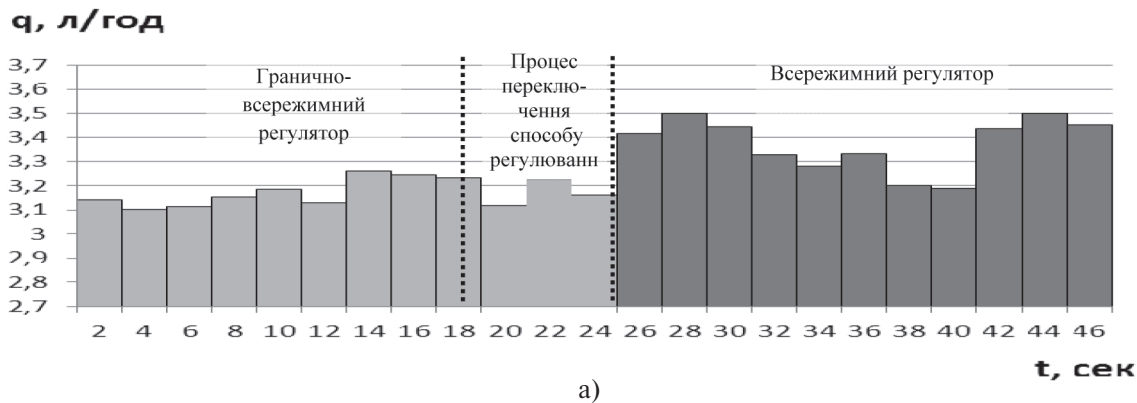 q, л/год
3,7
3,6
3,5
3,4
3,3
3,2
3,1
3
2,9
2,8
2,7
Гранично-
всережимний
регулятор
Процес
переклю-
чення
способу
регулюванн
Всережимний регулятор
2 4 6 8 10 12 14 16 18 20 22 24 26 28 30 32 34 36 38 40 42 44 46
t, сек
а)